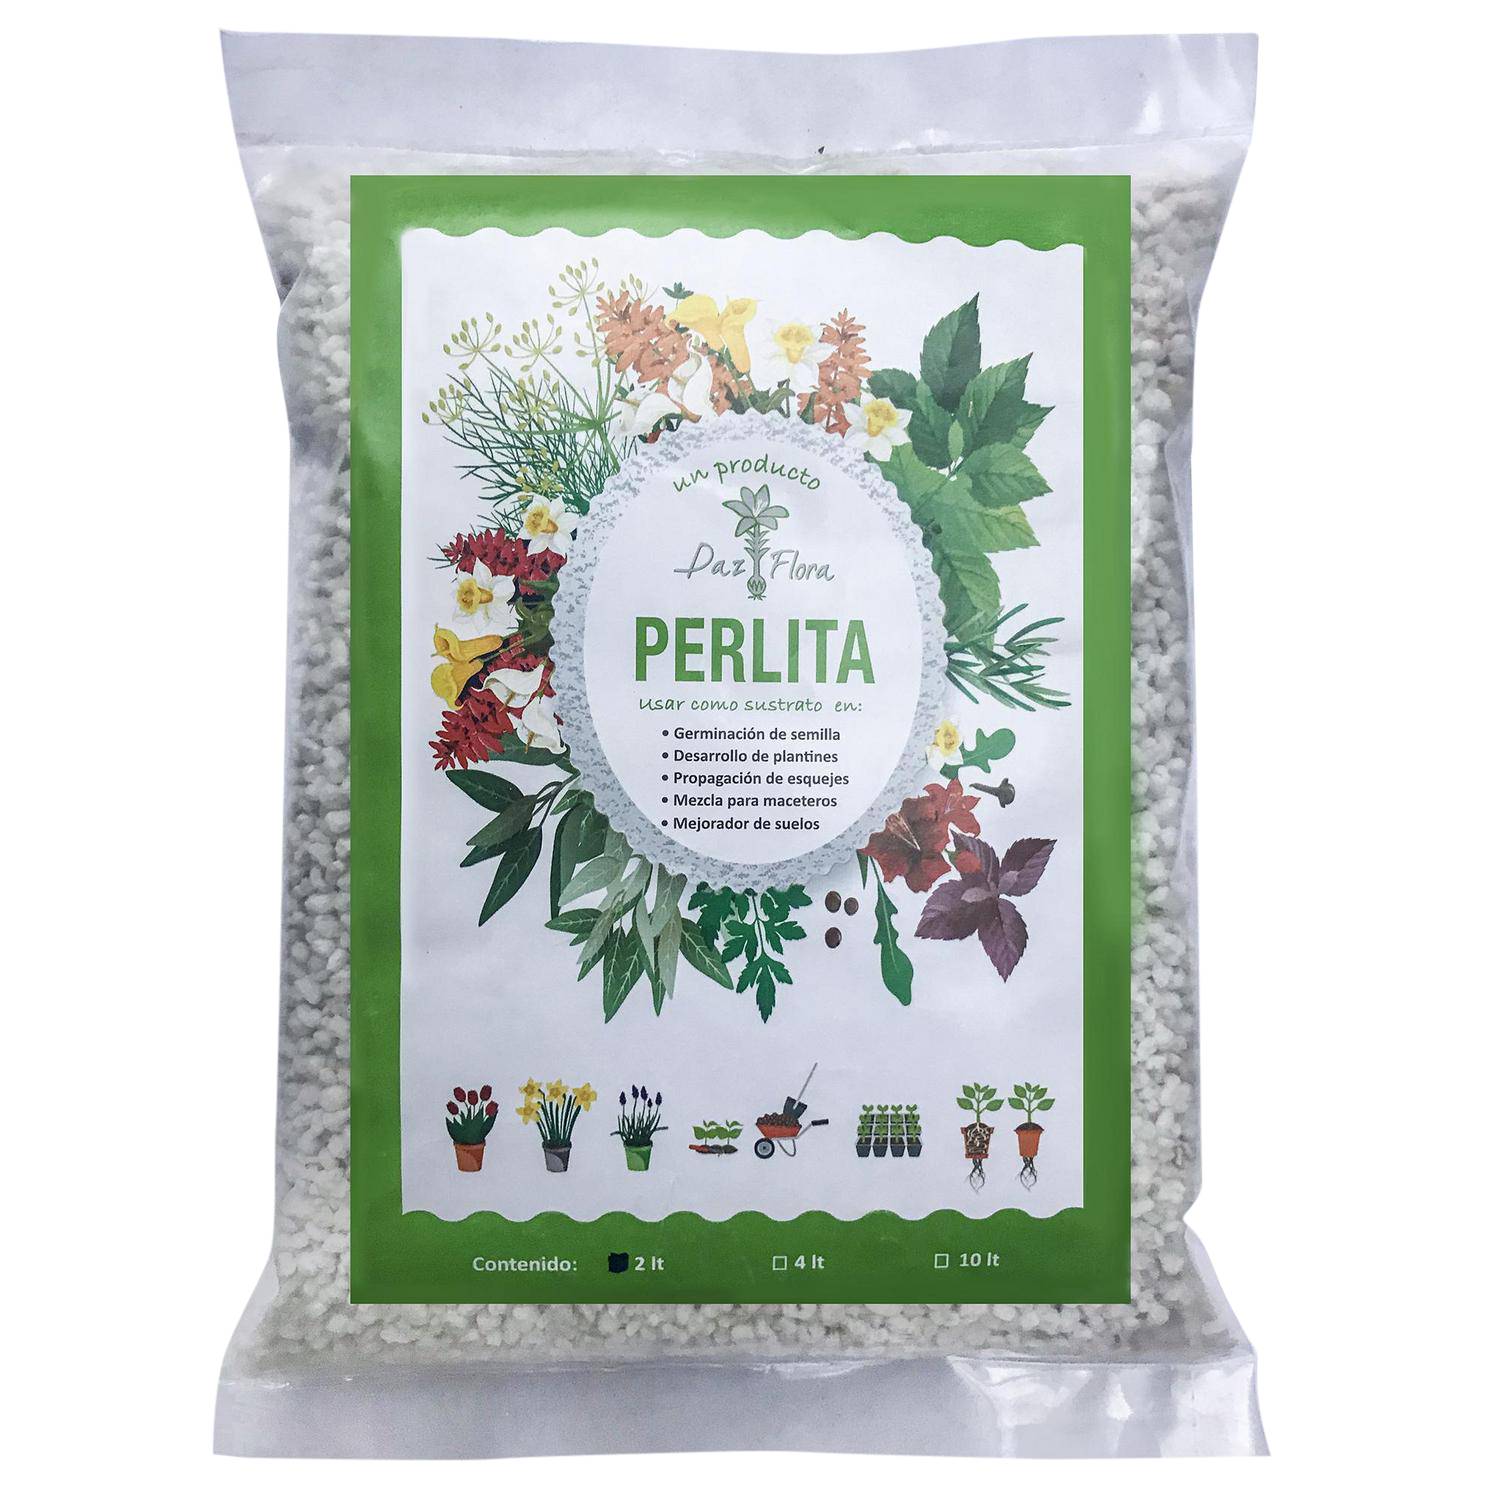 un producto
Daz Flora
PERLITA
Usar como sustrato en:
• Germinación de semilla
• Desarrollo de plantines
• Propagación de esquejes
• Mezcla para maceteros
• Mejorador de suelos
Contenido: 2 lt 4 lt 10 lt